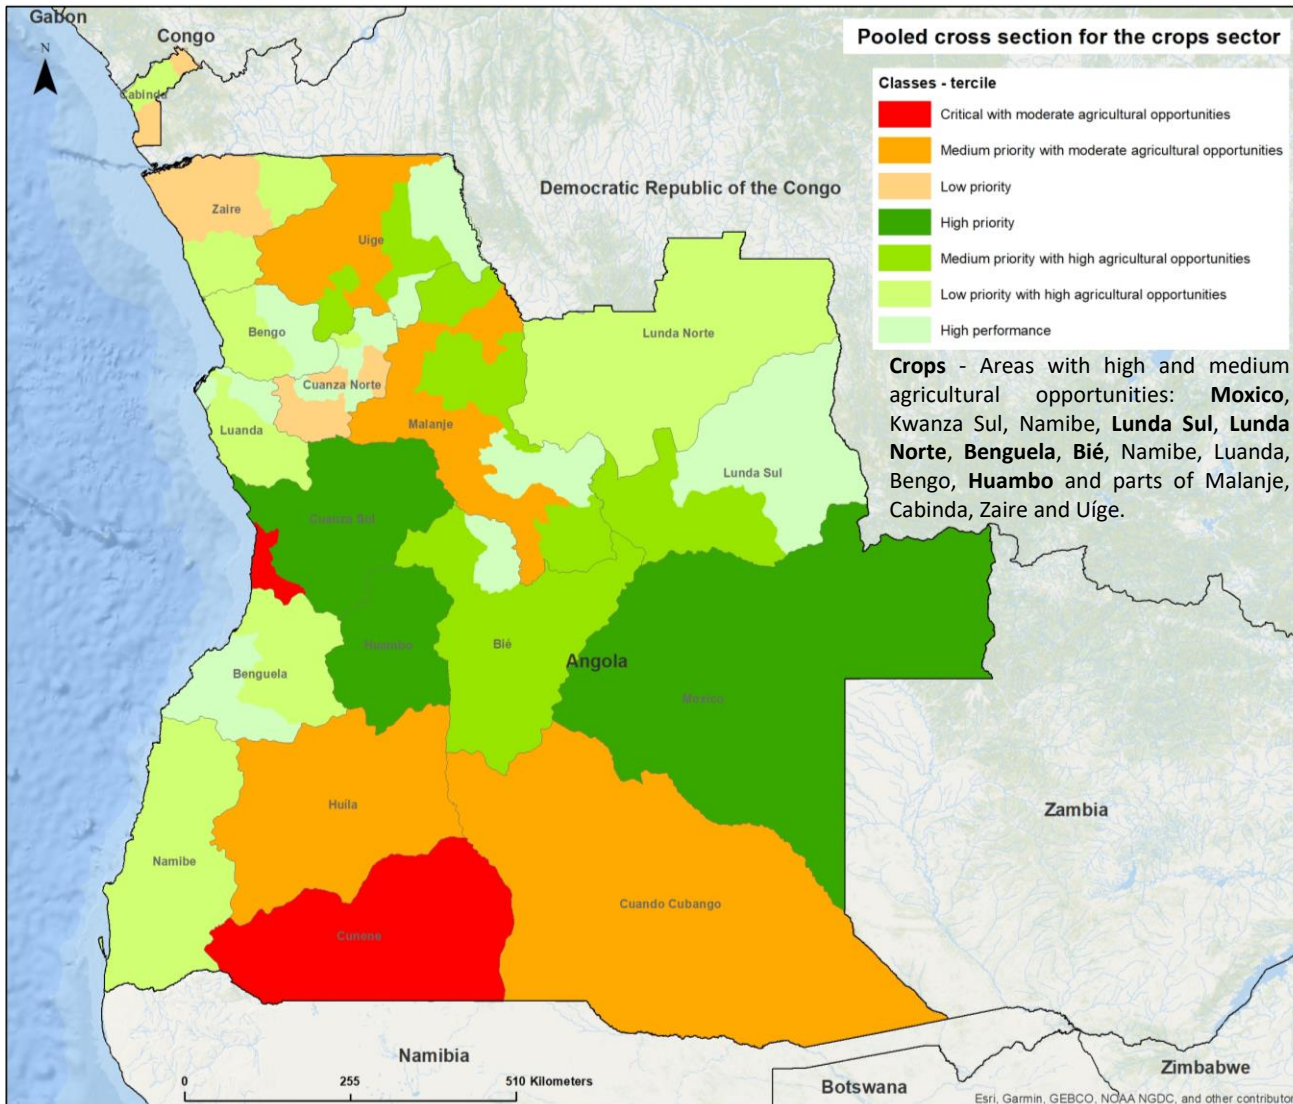 Gabon
Congo
N
Cabinda
Pooled cross section for the crops sector
Classes - tercile
Critical with moderate agricultural opportunities
Medium priority with moderate agricultural opportunities
Low priority
High priority
Medium priority with high agricultural opportunities
Low priority with high agricultural opportunities
High performance
Crops - Areas with high and medium
agricultural opportunities: Moxico,
Kwanza Sul, Namibe, Lunda Sul, Lunda
Norte, Benguela, Bié, Namibe, Luanda,
Bengo, Huambo and parts of Malanje,
Cabinda, Zaire and Uíge.
Democratic Republic of the Congo
Zaire
Uige
Bengo
Lunda Norte
Cuanza Norte
Luanda
Malanje
Lunda Sul
Cuanza Sul
Huambo
Bié
Angola
Benguela
Moxico
Huíla
Zambia
Namibe
Cuando Cubango
Cunene
Namibia
Zimbabwe
Botswana
0 255 510 Kilometers
Esri, Garmin, GEBCO, NOAA NGDC, and other contributor